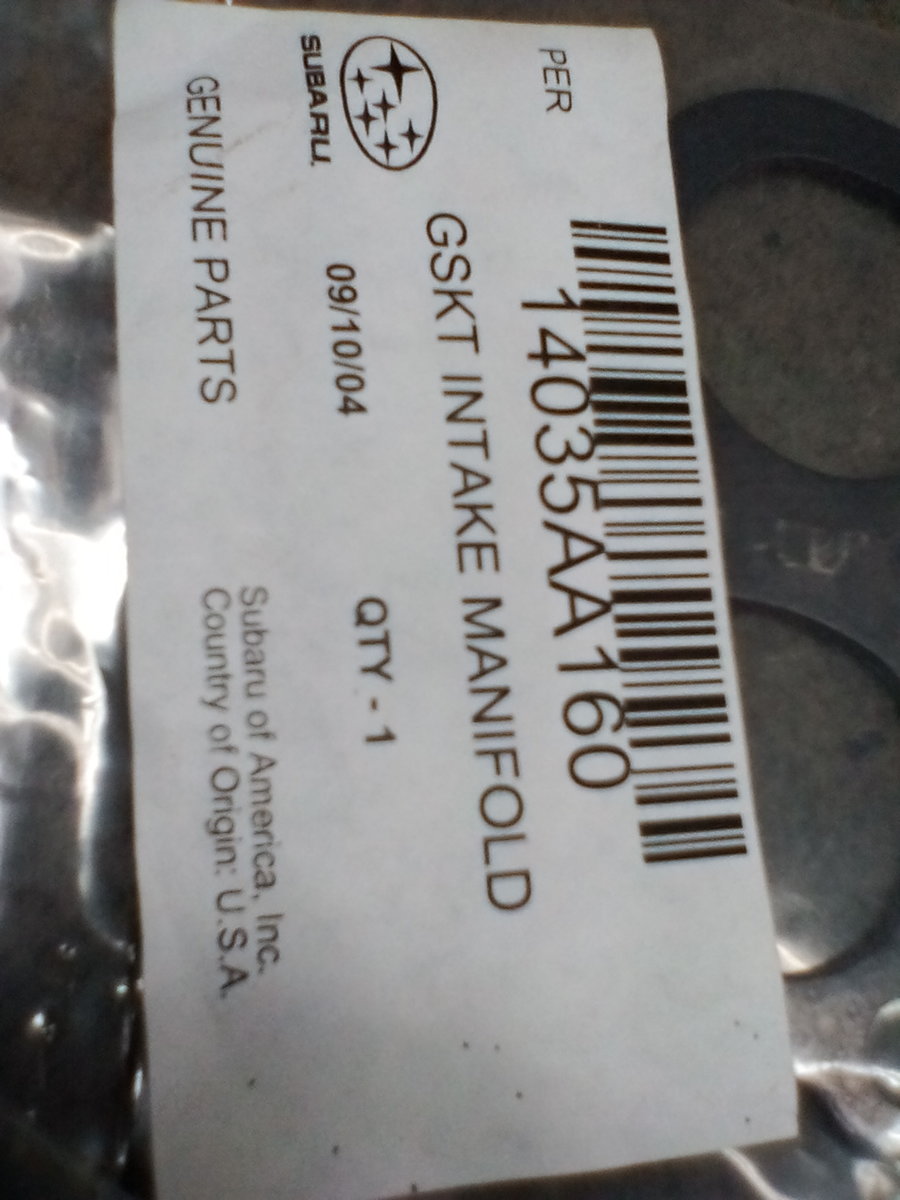 PER
14035AA160
GSKT INTAKE MANIFOLD
SUBARU.
09/10/04 QTY - 1
GENUINE PARTS
Subaru of America, Inc.
Country of Origin: U.S.A.